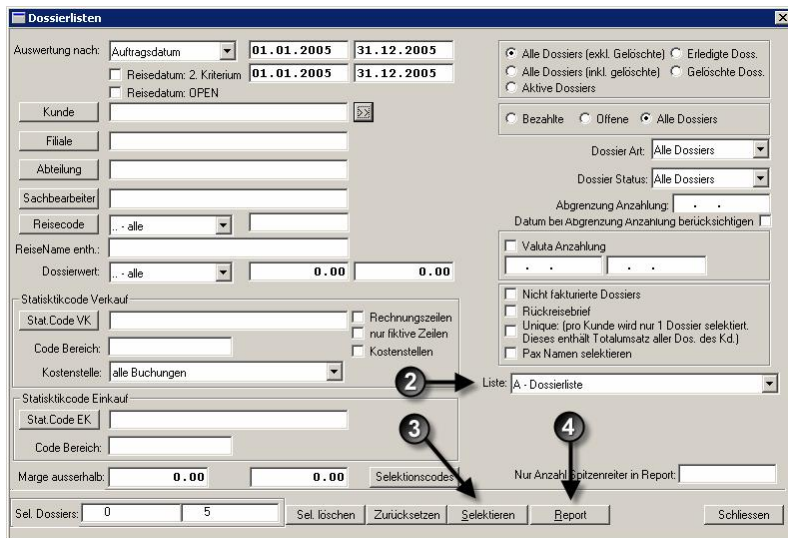 Dossierlisten
Auswertung nach: Auftragsdatum 01.01.2005 31.12.2005
Reisedatum: 2. Kriterium 01.01.2005 31.12.2005
Reisedatum: OPEN
Kunde
Filiale
Abteilung
Sachbearbeiter
Reisecode .. - alle
ReiseName enth.:
Dossierwert: .. - alle 0.00 0.00
Statisktikcode Verkauf
Stat.Code VK
Rechnungszeilen
nur fiktive Zeilen
Kostenstellen
Code Bereich:
Kostenstelle: alle Buchungen
Statisktikcode Einkauf
Stat.Code EK
Code Bereich:
Marge ausserhalb: 0.00 0.00 Selektionscodes
Alle Dossiers (exkl. Gelöschte) Erledigte Doss.
Alle Dossiers (inkl. gelöschte) Gelöschte Doss.
Aktive Dossiers
Bezahlte Offene Alle Dossiers
Dossier Art: Alle Dossiers
Dossier Status: Alle Dossiers
Abgrenzung Anzahlung: . .
Datum bei Abgrenzung Anzahlung berücksichtigen
Valuta Anzahlung
. . . .
Nicht fakturierte Dossiers
Rückreisebrief
Unique: (pro Kunde wird nur 1 Dossier selektiert.
Dieses enthält Totalumsatz aller Dos. des Kd.)
Pax Namen selektieren
2
Liste: A - Dossierliste
3
4
Nur Anzahl Spitzenreiter in Report:
Sel. Dossiers: 0 5 Sel. löschen Zurücksetzen Selektieren Report Schliessen